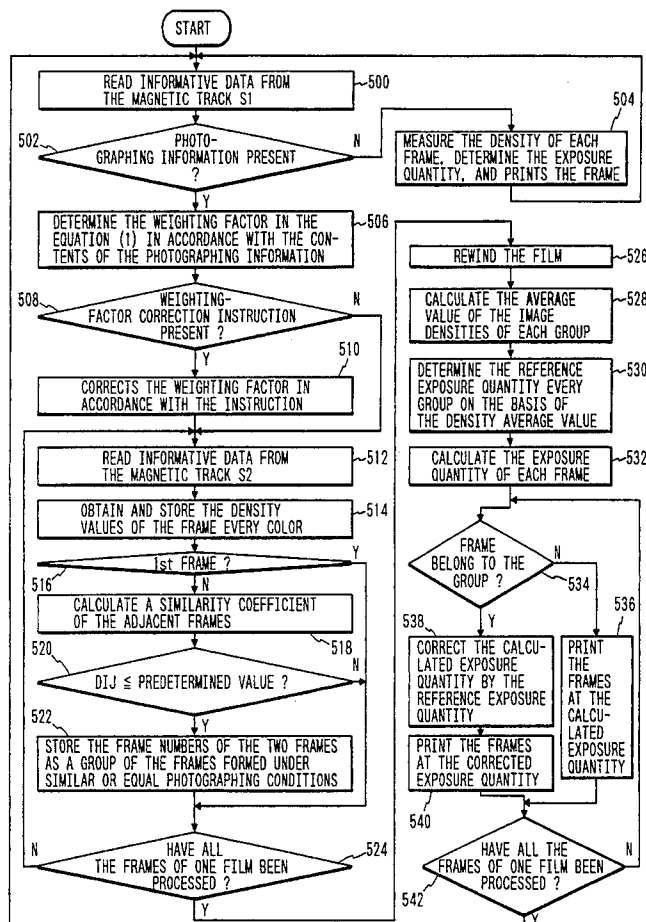 START
READ INFORMATIVE DATA FROM
THE MAGNETIC TRACK S1
500
502
PHOTO-
GRAPHING INFORMATION PRESENT
?
N
Y
504
MEASURE THE DENSITY OF EACH
FRAME, DETERMINE THE EXPOSURE
QUANTITY, AND PRINTS THE FRAME
DETERMINE THE WEIGHTING FACTOR IN THE
EQUATION (1) IN ACCORDANCE WITH THE CON-
TENTS OF THE PHOTOGRAPHING INFORMATION
506
508
WEIGHTING-
FACTOR CORRECTION INSTRUCTION
PRESENT ?
N
Y
510
CORRECTS THE WEIGHTING FACTOR IN
ACCORDANCE WITH THE INSTRUCTION
READ INFORMATIVE DATA FROM
THE MAGNETIC TRACK S2
512
OBTAIN AND STORE THE DENSITY
VALUES OF THE FRAME EVERY COLOR
514
516
1st FRAME ?
Y
N
CALCULATE A SIMILARITY COEFFICIENT
OF THE ADJACENT FRAMES
518
520
DIJ ≦ PREDETERMINED VALUE ?
N
Y
522
STORE THE FRAME NUMBERS OF THE TWO FRAMES
AS A GROUP OF THE FRAMES FORMED UNDER
SIMILAR OR EQUAL PHOTOGRAPHING CONDITIONS
N
HAVE ALL
THE FRAMES OF ONE FILM BEEN
PROCESSED ?
524
Y
REWIND THE FILM
526
CALCULATE THE AVERAGE
VALUE OF THE IMAGE
DENSITIES OF EACH GROUP
528
DETERMINE THE REFERENCE
EXPOSURE QUANTITY EVERY
GROUP ON THE BASIS OF
THE DENSITY AVERAGE VALUE
530
CALCULATE THE EXPOSURE
QUANTITY OF EACH FRAME
532
FRAME
BELONG TO THE
GROUP ?
N
534
Y
538
CORRECT THE CALCU-
LATED EXPOSURE
QUANTITY BY THE
REFERENCE EXPOSURE
QUANTITY
536
PRINT
THE
FRAMES
AT THE
CALCU-
LATED
EXPOSURE
QUANTITY
PRINT THE FRAMES
AT THE CORRECTED
EXPOSURE QUANTITY
540
HAVE ALL THE
FRAMES OF ONE FILM BEEN
PROCESSED ?
N
542
Y